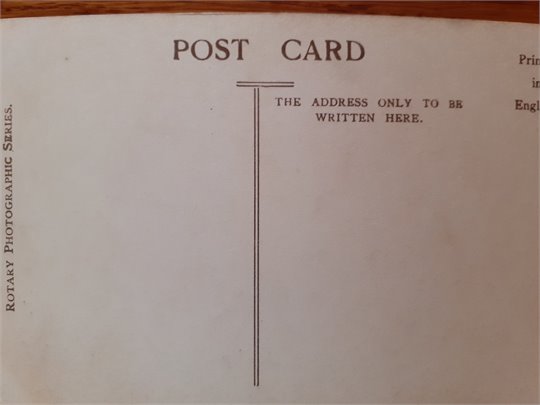 POST CARD
THE ADDRESS ONLY TO BE
WRITTEN HERE.
ROTARY PHOTOGRAPHIC SERIES.